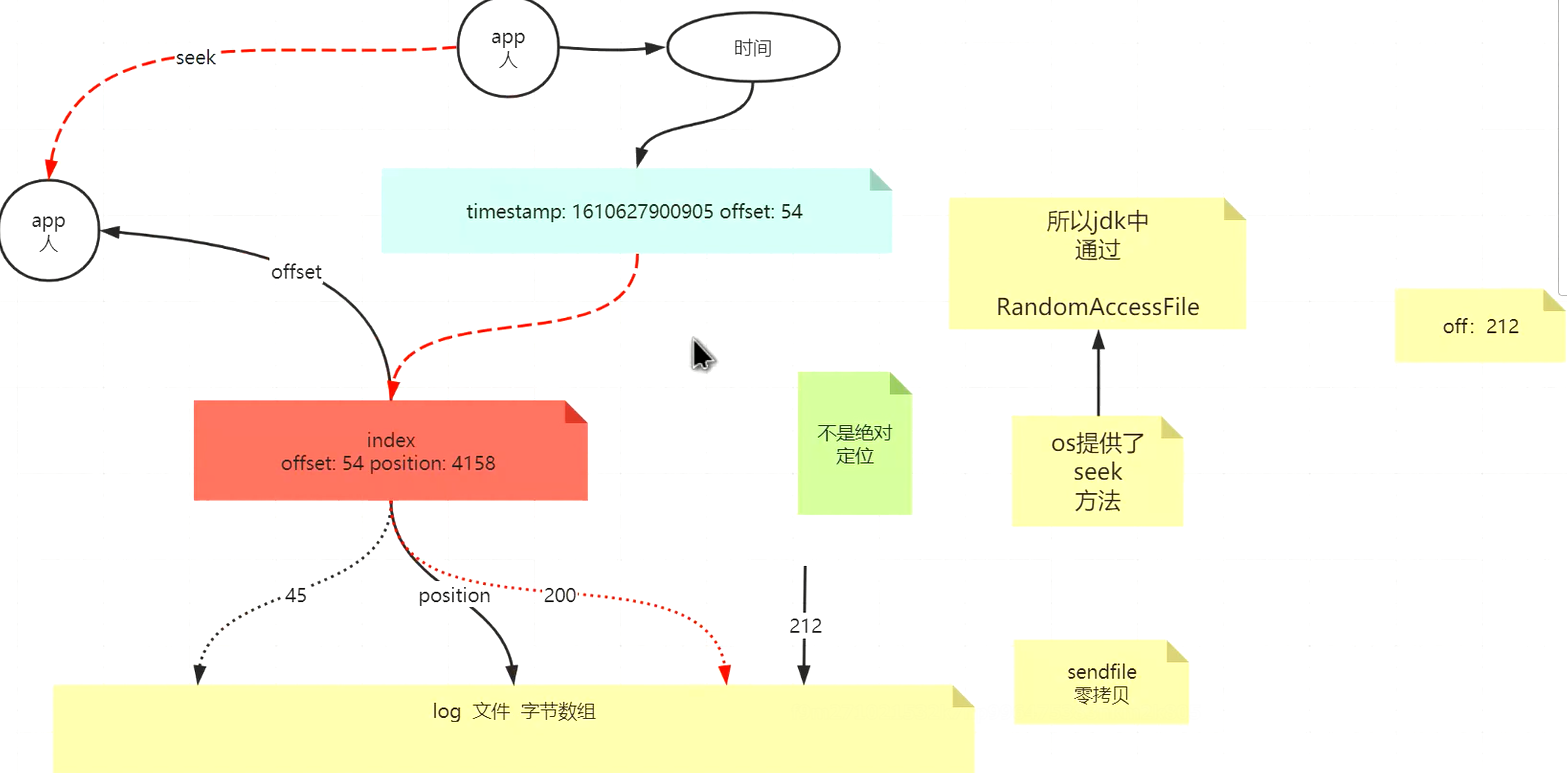 app
人
时间
seek
timestamp: 1610627900905 offset: 54
app
人
offset
所以jdk中
通过
RandomAccessFile
off：212
index
offset: 54 position: 4158
不是绝对
定位
os提供了
seek
方法
45
position
200
212
sendfile
零拷贝
log 文件 字节数组